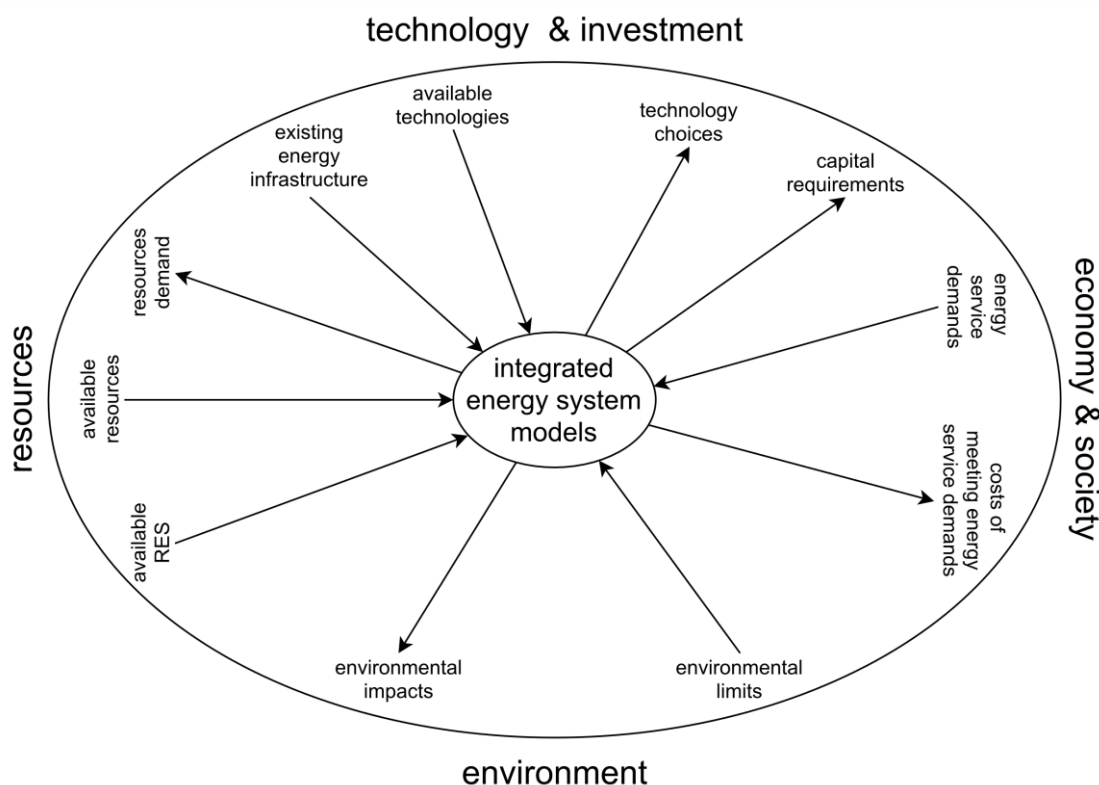 technology & investment
available
technologies
technology
choices
existing
energy
infrastructure
capital
requirements
resources
demand
energy
service
demands
resources
available
resources
integrated
energy system
models
economy & society
costs of
meeting energy
service demands
available
RES
environmental
impacts
environmental
limits
environment